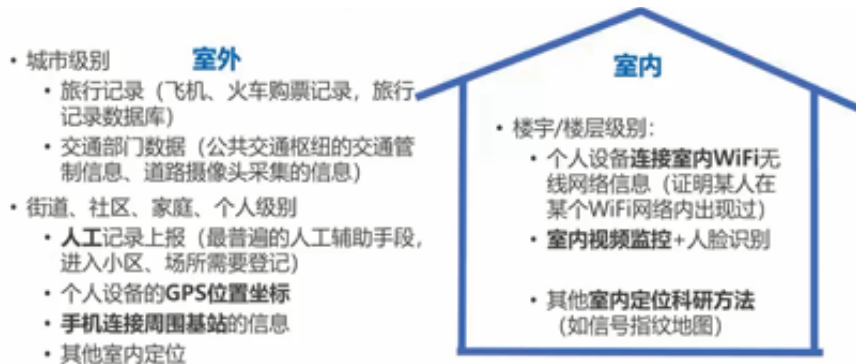 室外
• 城市级别
• 旅行记录（飞机、火车购票记录，旅行
记录数据库）
• 交通部门数据（公共交通枢纽的交通管
制信息、道路摄像头采集的信息）
• 街道、社区、家庭、个人级别
• 人工记录上报（最普遍的人工辅助手段，
进入小区、场所需要登记）
• 个人设备的GPS位置坐标
• 手机连接周围基站的信息
• 其他室内定位
室内
• 楼宇/楼层级别：
• 个人设备连接室内WiFi无
线网络信息（证明某人在
某个WiFi网络内出现过）
• 室内视频监控+人脸识别
• 其他室内定位科研方法
（如信号指纹地图）